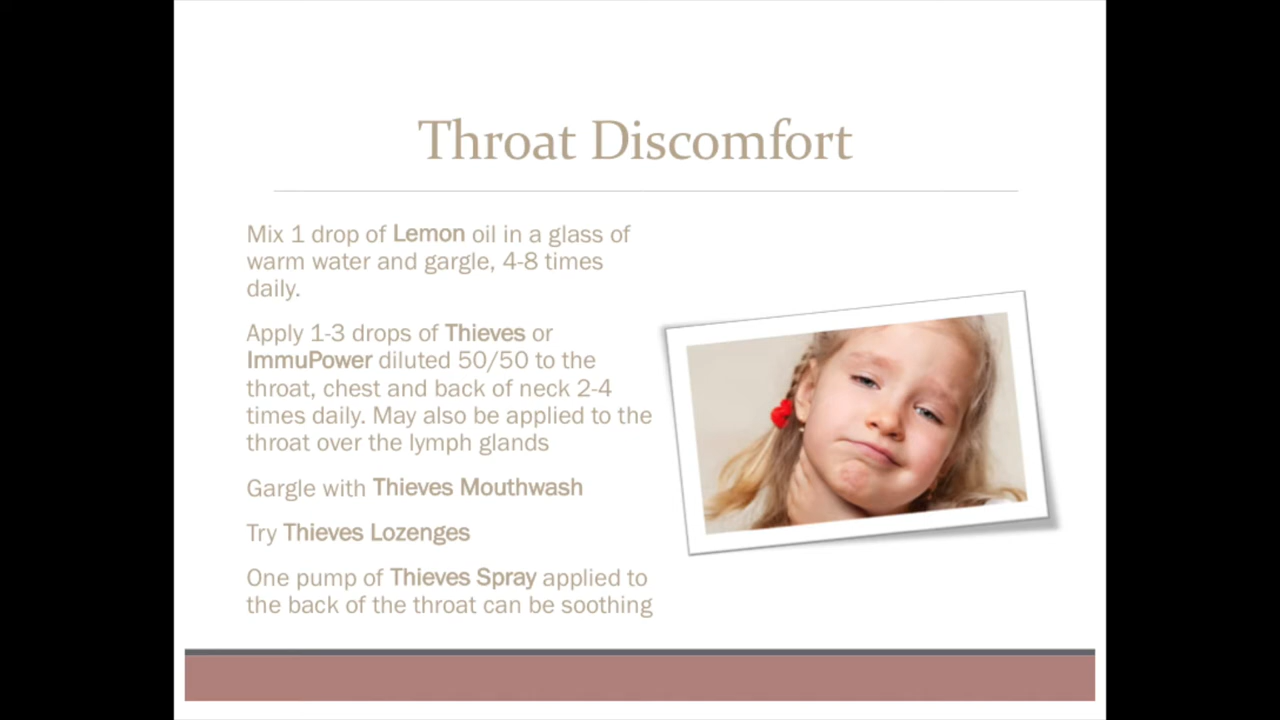 Throat Discomfort
Mix 1 drop of Lemon oil in a glass of
warm water and gargle, 4-8 times
daily.
Apply 1-3 drops of Thieves or
ImmuPower diluted 50/50 to the
throat, chest and back of neck 2-4
times daily. May also be applied to the
throat over the lymph glands
Gargle with Thieves Mouthwash
Try Thieves Lozenges
One pump of Thieves Spray applied to
the back of the throat can be soothing